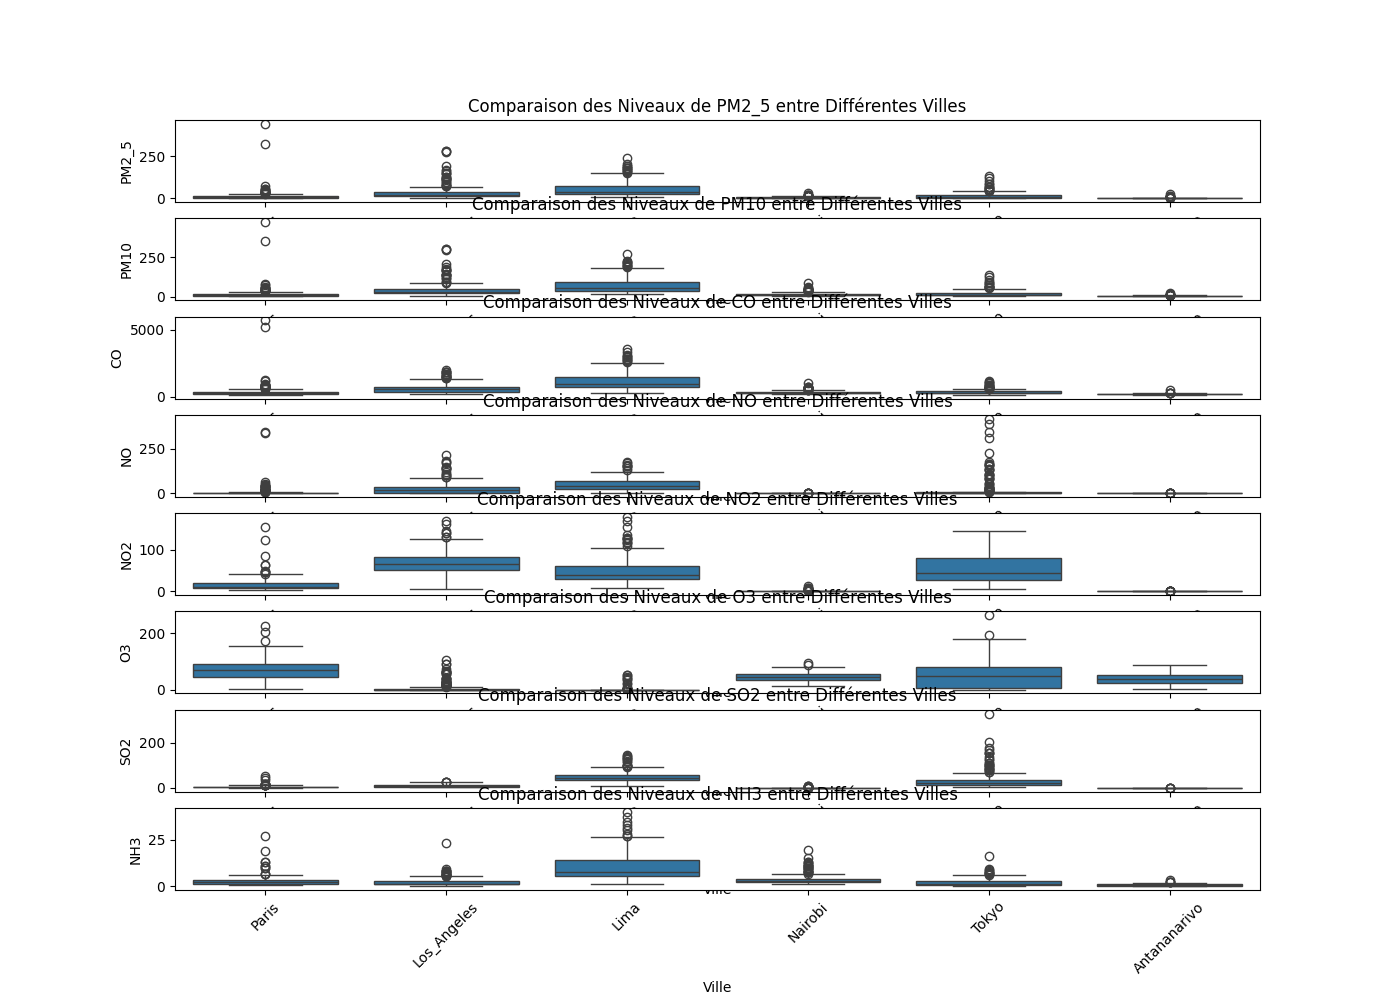 Comparaison des Niveaux de PM2_5 entre Différentes Villes
PM2_5
250
0
Comparaison des Niveaux de PM10 entre Différentes Villes
PM10
250
0
Comparaison des Niveaux de CO entre Différentes Villes
CO
5000
0
Comparaison des Niveaux de NO entre Différentes Villes
NO
250
0
Comparaison des Niveaux de NO2 entre Différentes Villes
NO2
100
0
Comparaison des Niveaux de O3 entre Différentes Villes
O3
200
0
Comparaison des Niveaux de SO2 entre Différentes Villes
SO2
200
0
Comparaison des Niveaux de NH3 entre Différentes Villes
NH3
25
0
Paris
Los_Angeles
Lima
Nairobi
Tokyo
Antananarivo
Ville